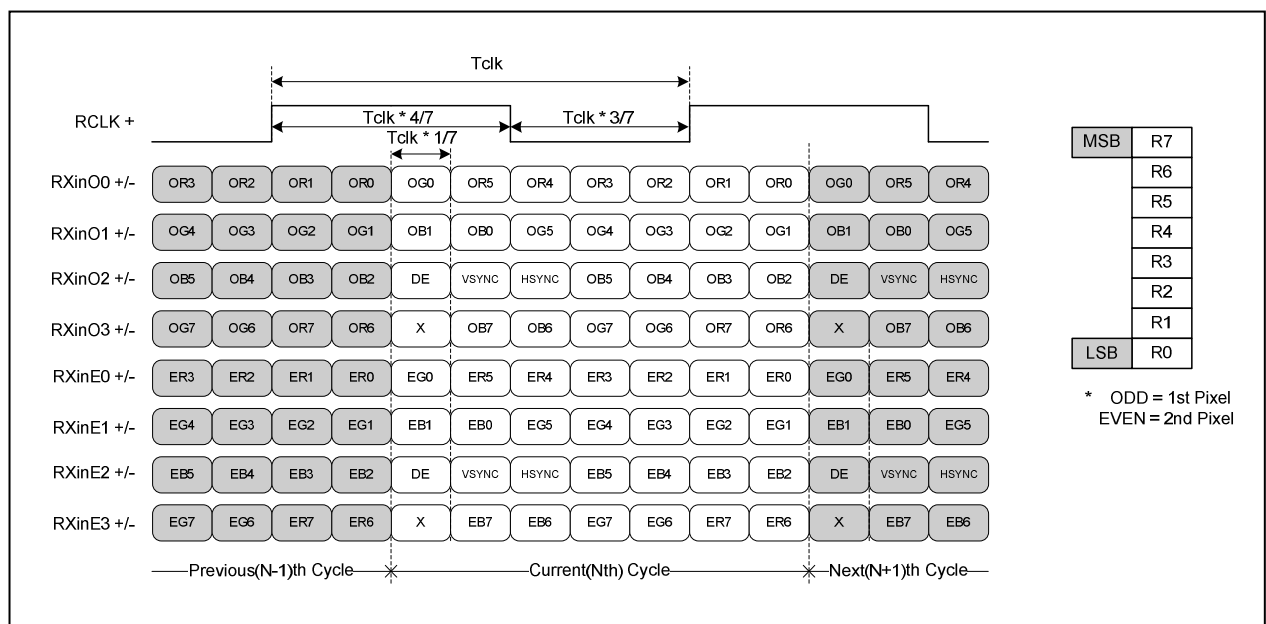 Tclk
RCLK +
Tclk * 4/7
Tclk * 3/7
Tclk * 1/7
RXinO0 +/- OR3 OR2 OR1 OR0 OG0 OR5 OR4 OR3 OR2 OR1 OR0 OG0 OR5 OR4
RXinO1 +/- OG4 OG3 OG2 OG1 OB1 OB0 OG5 OG4 OG3 OG2 OG1 OB1 OB0 OG5
RXinO2 +/- OB5 OB4 OB3 OB2 DE VSYNC HSYNC OB5 OB4 OB3 OB2 DE VSYNC HSYNC
RXinO3 +/- OG7 OG6 OR7 OR6 X OB7 OB6 OG7 OG6 OR7 OR6 X OB7 OB6
RXinE0 +/- ER3 ER2 ER1 ER0 EG0 ER5 ER4 ER3 ER2 ER1 ER0 EG0 ER5 ER4
RXinE1 +/- EG4 EG3 EG2 EG1 EB1 EB0 EG5 EG4 EG3 EG2 EG1 EB1 EB0 EG5
RXinE2 +/- EB5 EB4 EB3 EB2 DE VSYNC HSYNC EB5 EB4 EB3 EB2 DE VSYNC HSYNC
RXinE3 +/- EG7 EG6 ER7 ER6 X EB7 EB6 EG7 EG6 ER7 ER6 X EB7 EB6
Previous(N-1)th Cycle Current(Nth) Cycle Next(N+1)th Cycle
MSB R7
R6
R5
R4
R3
R2
R1
LSB R0
* ODD = 1st Pixel
EVEN = 2nd Pixel